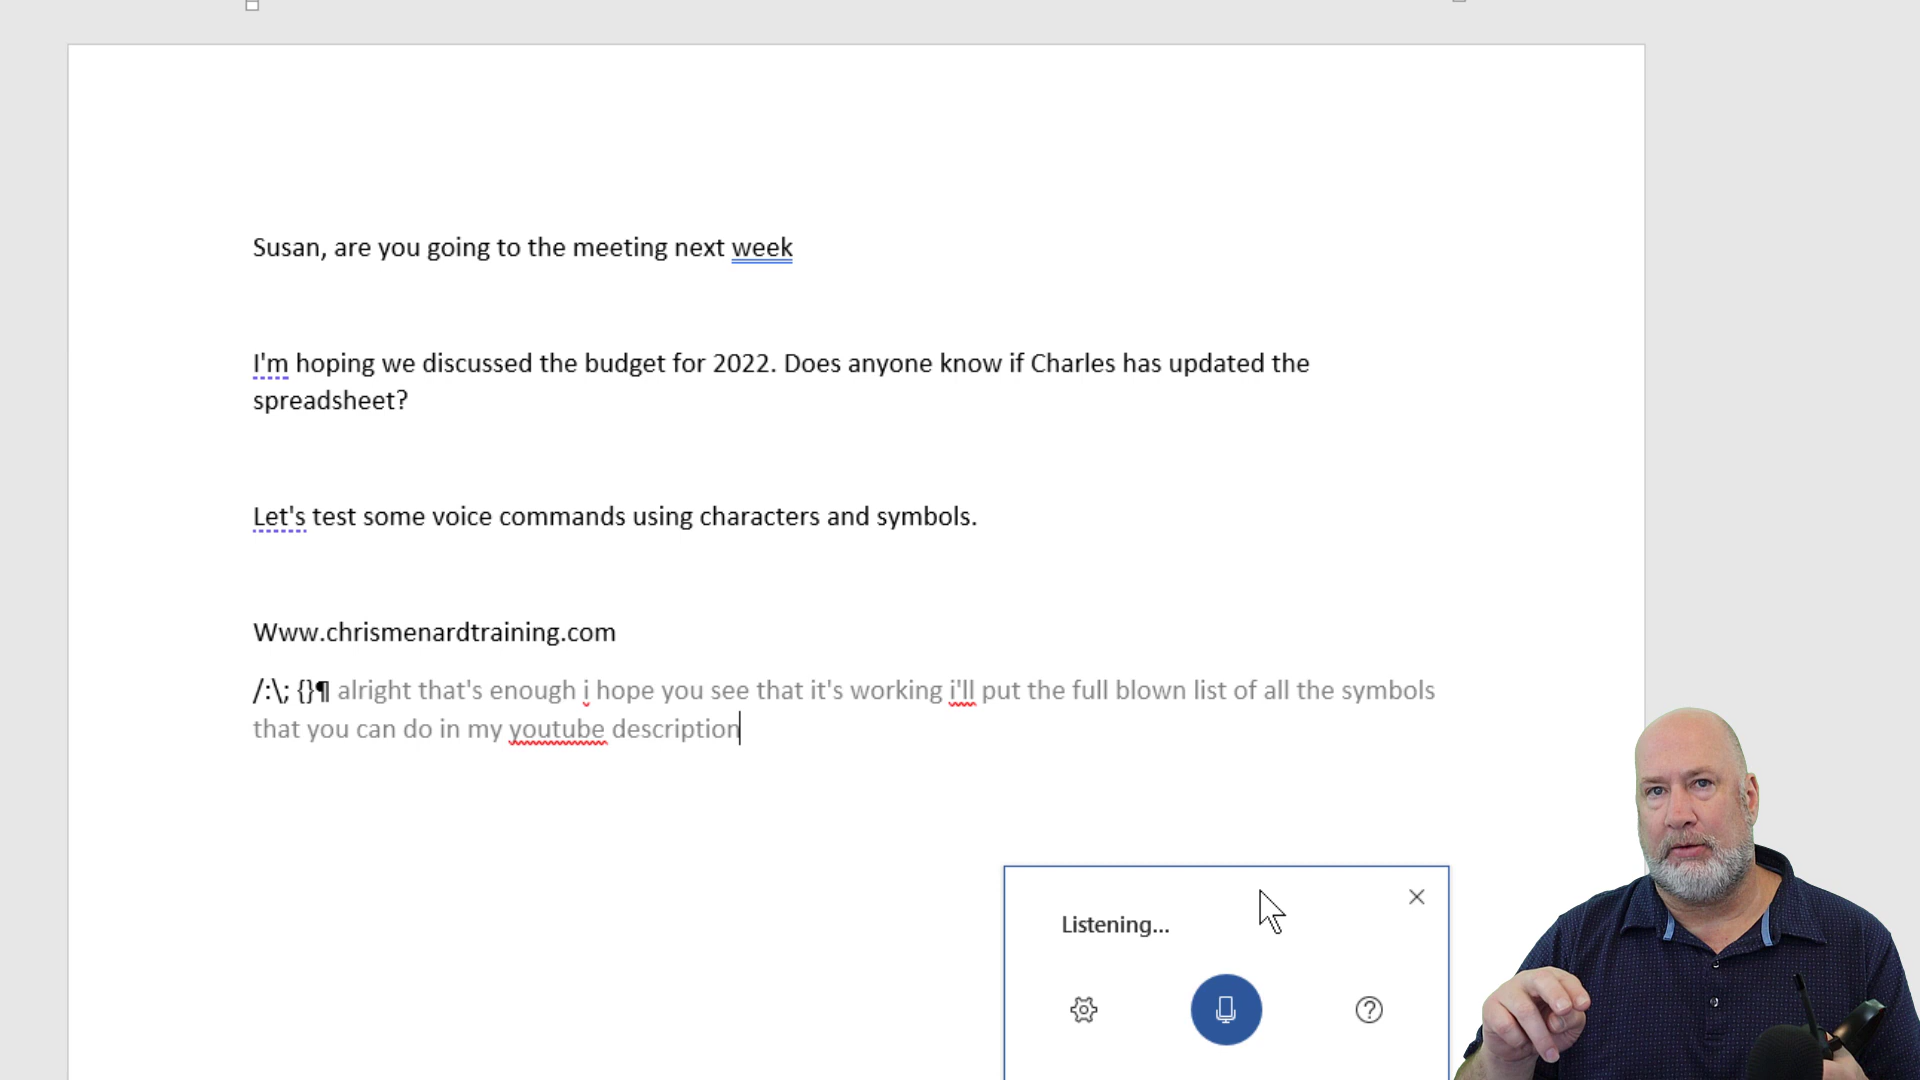 Susan, are you going to the meeting next week
I'm hoping we discussed the budget for 2022. Does anyone know if Charles has updated the
spreadsheet?
Let's test some voice commands using characters and symbols.
Www.chrismenardtraining.com
/:\; {}¶ alright that's enough i hope you see that it's working i'll put the full blown list of all the symbols
that you can do in my youtube description
Listening...